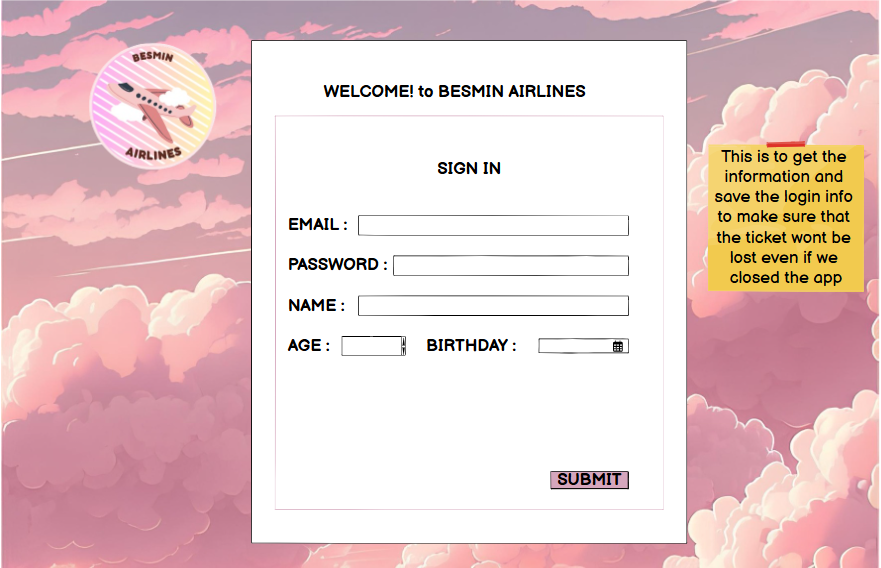 BESMIN
AIRLINES
WELCOME! to BESMIN AIRLINES
SIGN IN
EMAIL :
PASSWORD :
NAME :
AGE :
BIRTHDAY :
SUBMIT
This is to get the
information and
save the login info
to make sure that
the ticket wont be
lost even if we
closed the app